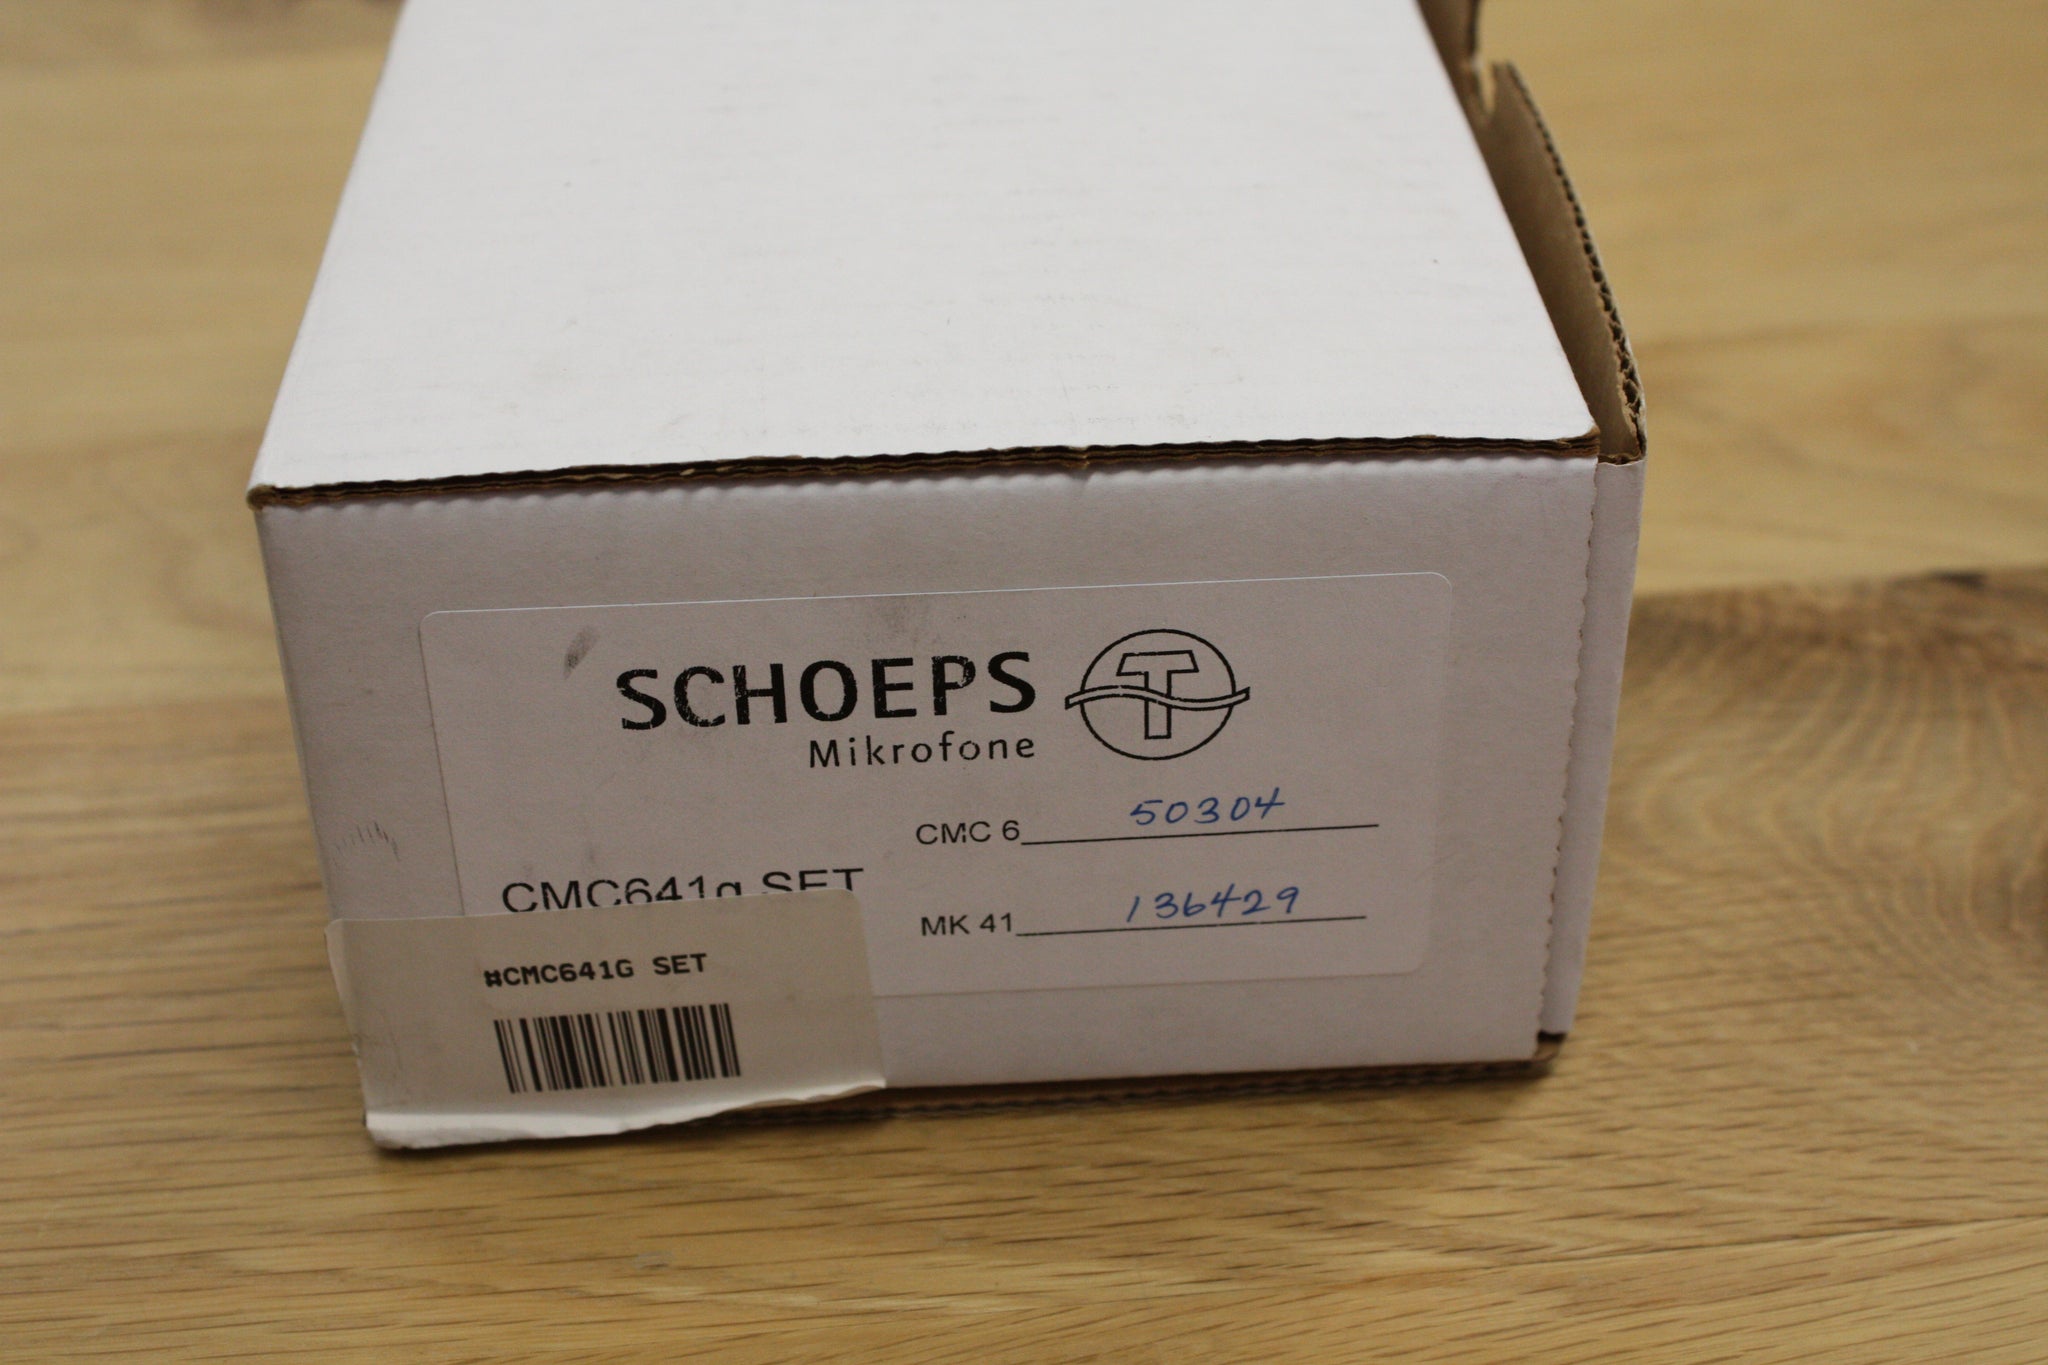 SCHOEPS
Mikrofone
CMC 6 50304
CMC641g SET
MK 41 136429
#CMC641G SET